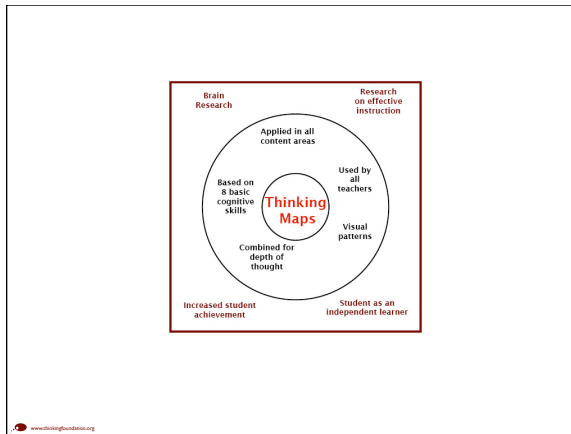 Brain
Research
Research
on effective
instruction
Applied in all
content areas
Used by
all
teachers
Based on
8 basic
cognitive
skills
Thinking
Maps
Visual
patterns
Combined for
depth of
thought
Increased student
achievement
Student as an
independent learner
www.thinkingfoundation.org